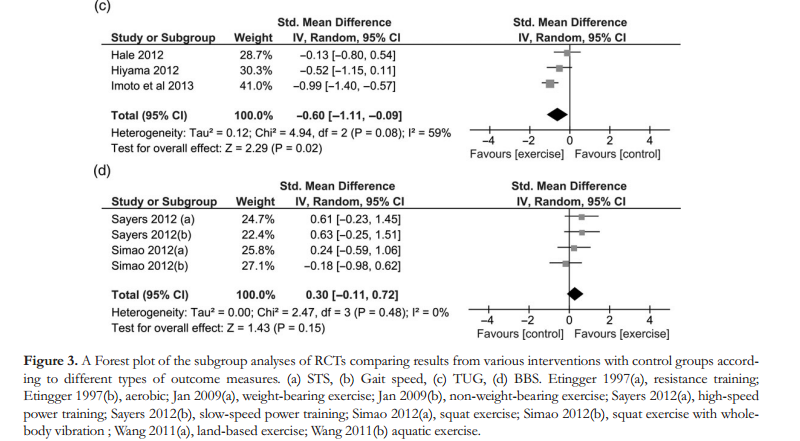 (c)
Std. Mean Difference Std. Mean Difference
Study or Subgroup Weight IV, Random, 95% CI IV, Random, 95% CI
Hale 2012 28.7% −0.13 [−0.80, 0.54]
Hiyama 2012 30.3% −0.52 [−1.15, 0.11]
Imoto et al 2013 41.0% −0.99 [−1.40, −0.57]
Total (95% CI) 100.0% −0.60 [−1.11, −0.09]
Heterogeneity: Tau² = 0.12; Chi² = 4.94, df = 2 (P = 0.08); I² = 59%
Test for overall effect: Z = 2.29 (P = 0.02)
−4 −2 0 2 4
Favours [exercise] Favours [control]
(d)
Std. Mean Difference Std. Mean Difference
Study or Subgroup Weight IV, Random, 95% CI IV, Random, 95% CI
Sayers 2012 (a) 24.7% 0.61 [−0.23, 1.45]
Sayers 2012(b) 22.4% 0.63 [−0.25, 1.51]
Simao 2012(a) 25.8% 0.24 [−0.59, 1.06]
Simao 2012(b) 27.1% −0.18 [−0.98, 0.62]
Total (95% CI) 100.0% 0.30 [−0.11, 0.72]
Heterogeneity: Tau² = 0.00; Chi² = 2.47, df = 3 (P = 0.48); I² = 0%
Test for overall effect: Z = 1.43 (P = 0.15)
−4 −2 0 2 4
Favours [control] Favours [exercise]
Figure 3. A Forest plot of the subgroup analyses of RCTs comparing results from various interventions with control groups accord-
ing to different types of outcome measures. (a) STS, (b) Gait speed, (c) TUG, (d) BBS. Etingger 1997(a), resistance training;
Etingger 1997(b), aerobic; Jan 2009(a), weight-bearing exercise; Jan 2009(b), non-weight-bearing exercise; Sayers 2012(a), high-speed
power training; Sayers 2012(b), slow-speed power training; Simao 2012(a), squat exercise; Simao 2012(b), squat exercise with whole-
body vibration ; Wang 2011(a), land-based exercise; Wang 2011(b) aquatic exercise.